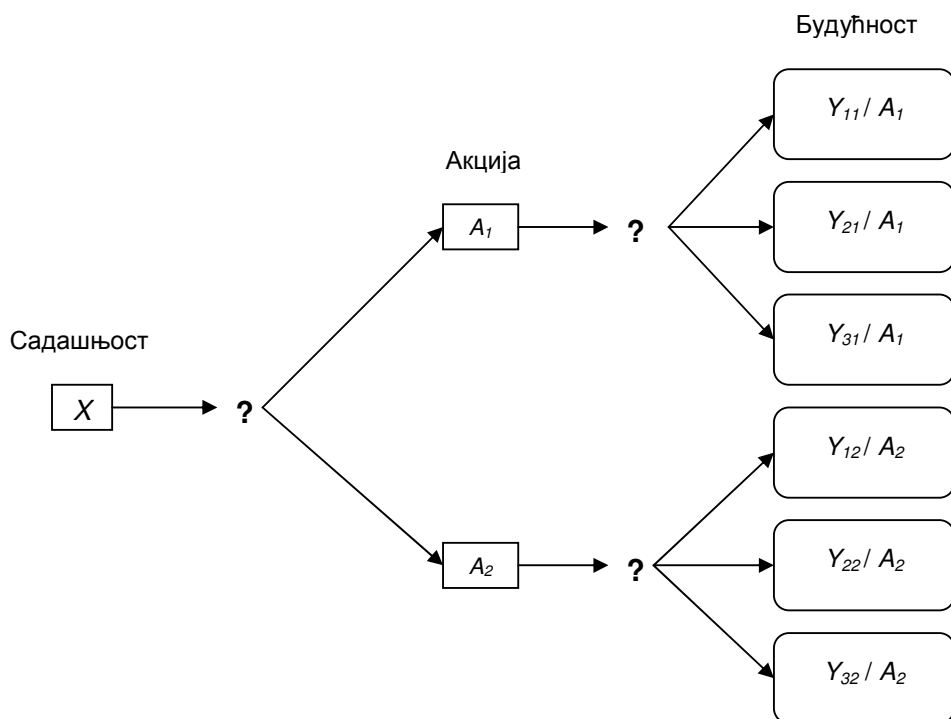 Будућност
Y11 / A1
Акција
A1
?
Y21 / A1
Y31 / A1
Садашњост
X
?
Y12 / A2
A2
?
Y22 / A2
Y32 / A2